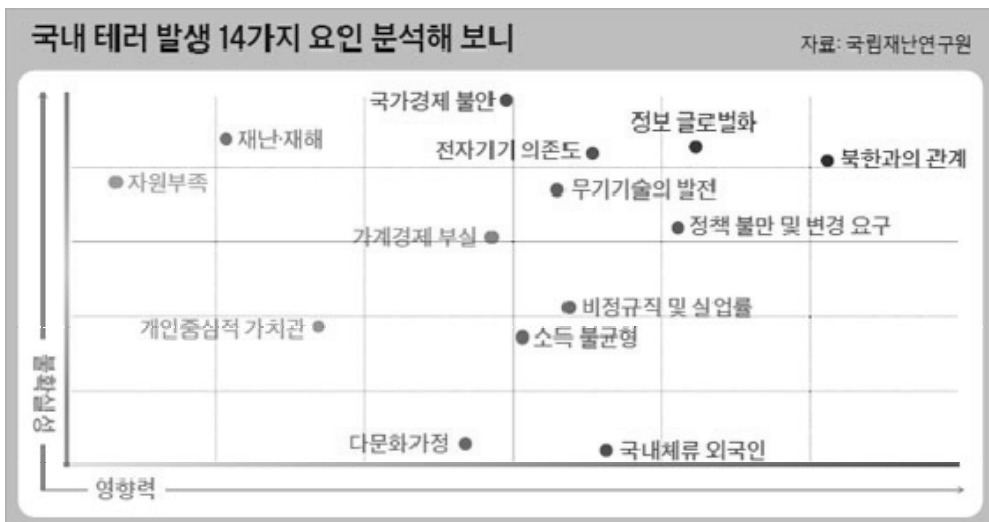 국내 테러 발생 14가지 요인 분석해 보니
자료: 국립재난연구원
국가경제 불안
정보 글로벌화
재난·재해
전자기기 의존도
북한과의 관계
자원부족
무기기술의 발전
정책 불만 및 변경 요구
가계경제 부실
비정규직 및 실업률
개인중심적 가치관
소득 불균형
불확실성
다문화가정
국내체류 외국인
영향력